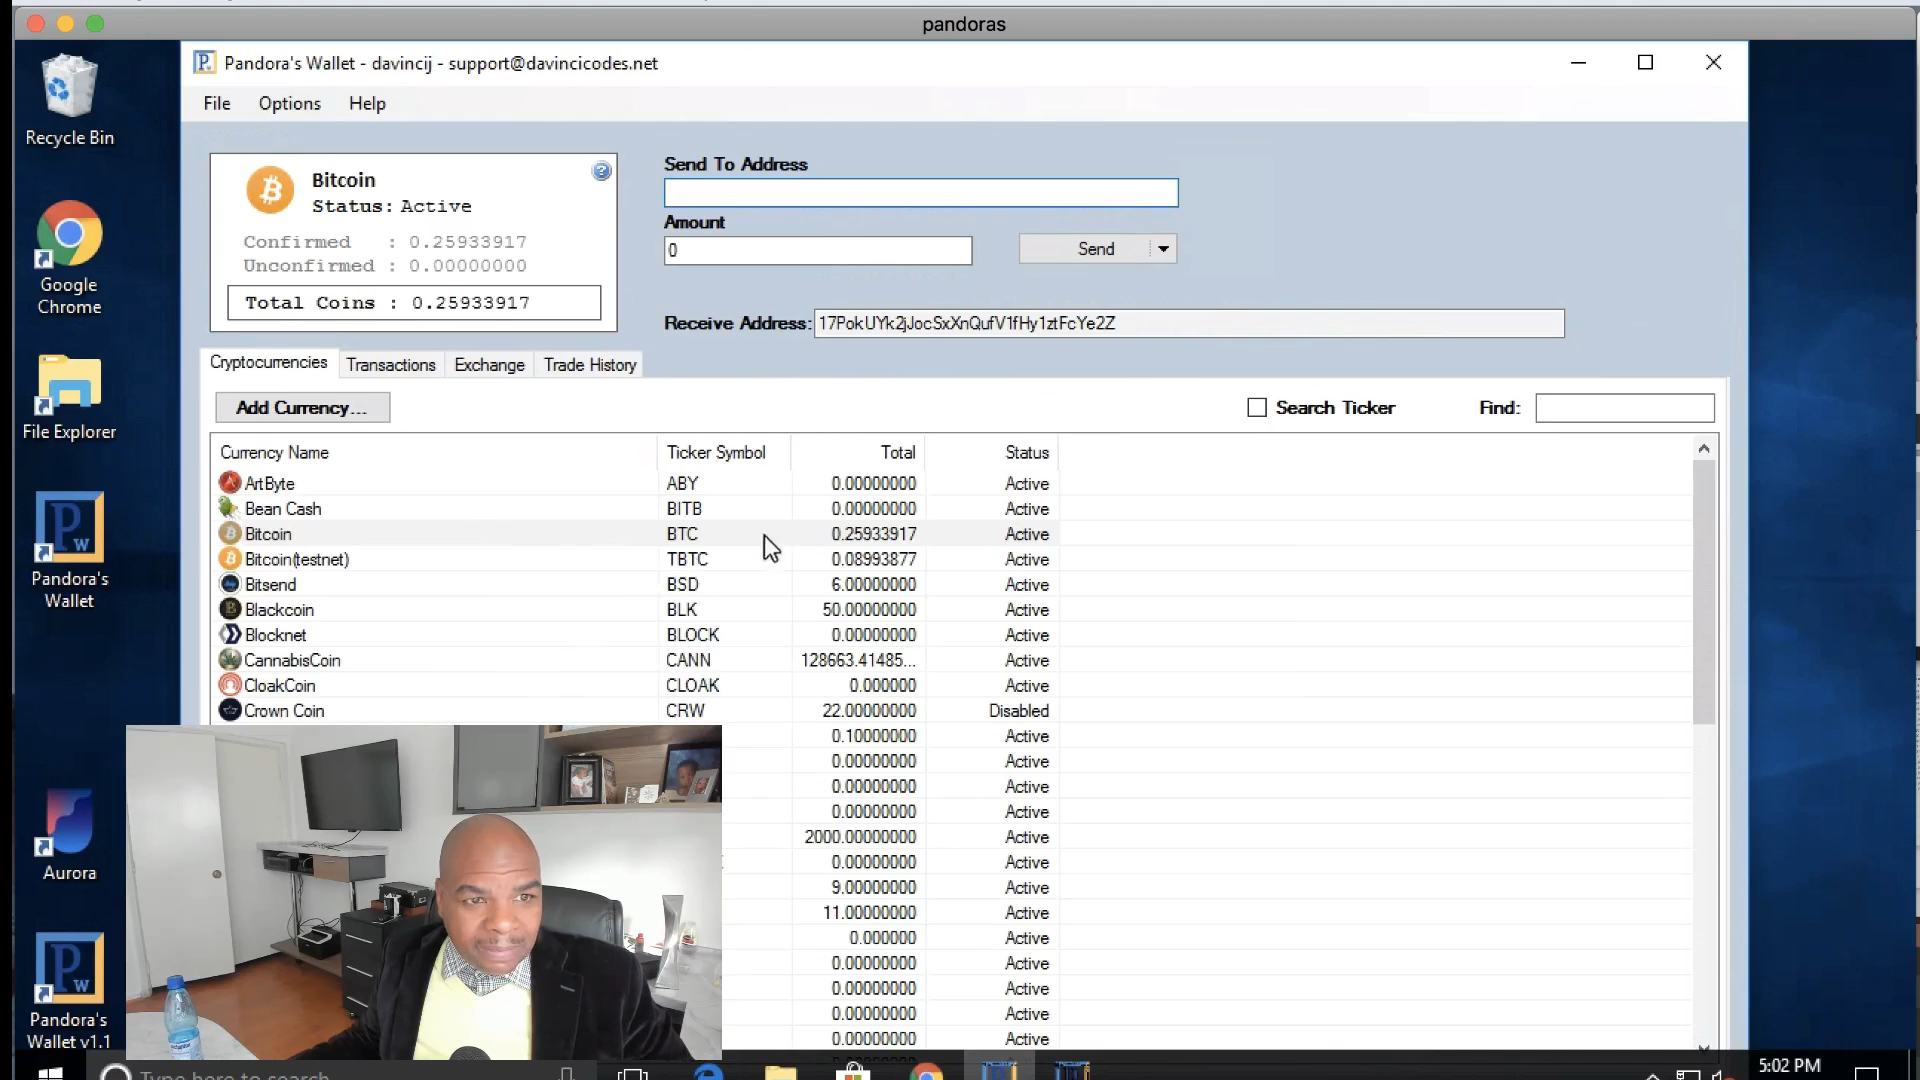 pandoras
Pandora's Wallet - davincij - support@davincicodes.net
File Options Help
Recycle Bin
Google
Chrome
File Explorer
Pandora's
Wallet
Aurora
Pandora's
Wallet v1.1
Bitcoin
Status: Active
Confirmed : 0.25933917
Unconfirmed : 0.00000000
Total Coins : 0.25933917
Send To Address
Amount
0
Send
Receive Address: 17PokUYk2jJocSxXnQufV1fHy1ztFcYe2Z
Cryptocurrencies Transactions Exchange Trade History
Add Currency...
Search Ticker
Find:
Currency Name Ticker Symbol Total Status
ArtByte ABY 0.00000000 Active
Bean Cash BITB 0.00000000 Active
Bitcoin BTC 0.25933917 Active
Bitcoin(testnet) TBTC 0.08993877 Active
Bitsend BSD 6.00000000 Active
Blackcoin BLK 50.00000000 Active
Blocknet BLOCK 0.00000000 Active
CannabisCoin CANN 128663.41485... Active
CloakCoin CLOAK 0.000000 Active
Crown Coin CRW 22.00000000 Disabled
0.10000000 Active
0.00000000 Active
0.00000000 Active
0.00000000 Active
2000.00000000 Active
0.00000000 Active
9.00000000 Active
11.00000000 Active
0.000000 Active
0.00000000 Active
0.00000000 Active
0.00000000 Active
0.00000000 Active
Type here to search
5:02 PM